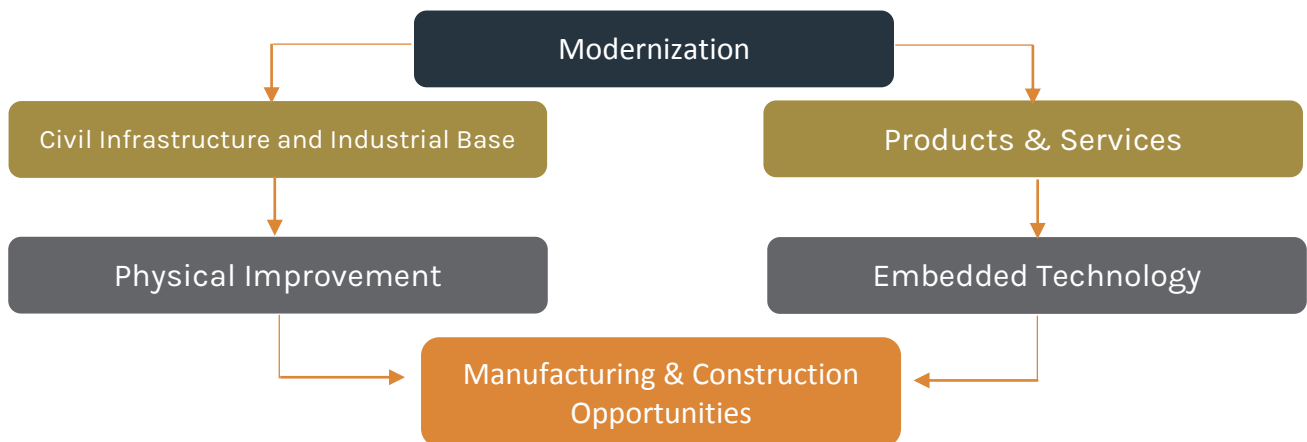 Modernization
Civil Infrastructure and Industrial Base
Products & Services
Physical Improvement
Embedded Technology
Manufacturing & Construction
Opportunities